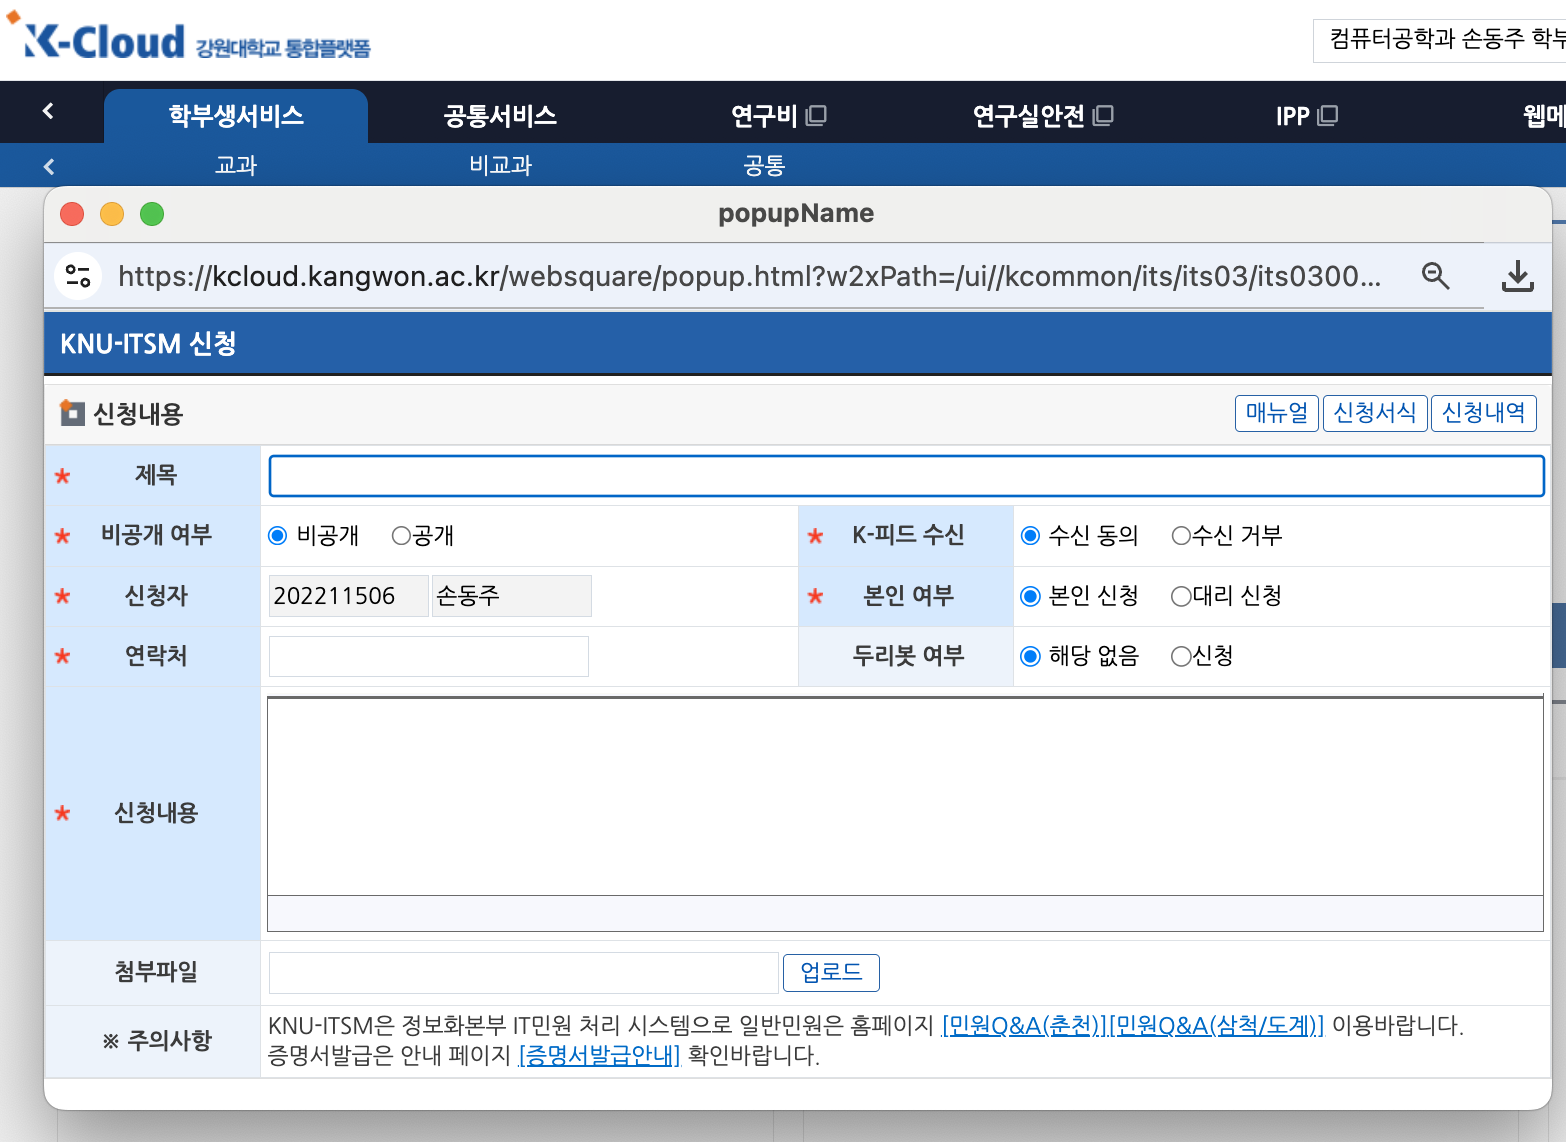 K-Cloud 강원대학교 통합플랫폼
컴퓨터공학과 손동주 학부
학부생서비스 공통서비스 연구비 연구실안전 IPP 웹메
교과 비교과 공통
popupName
https://kcloud.kangwon.ac.kr/websquare/popup.html?w2xPath=/ui//kcommon/its/its03/its0300...
KNU-ITSM 신청
신청내용 매뉴얼 신청서식 신청내역
* 제목
* 비공개 여부 비공개 공개 * K-피드 수신 수신 동의 수신 거부
* 신청자 202211506 손동주 * 본인 여부 본인 신청 대리 신청
* 연락처 두리봇 여부 해당 없음 신청
* 신청내용
첨부파일 업로드
※ 주의사항 KNU-ITSM은 정보화본부 IT민원 처리 시스템으로 일반민원은 홈페이지 [민원Q&A(춘천)][민원Q&A(삼척/도계)] 이용바랍니다.
증명서발급은 안내 페이지 [증명서발급안내] 확인바랍니다.